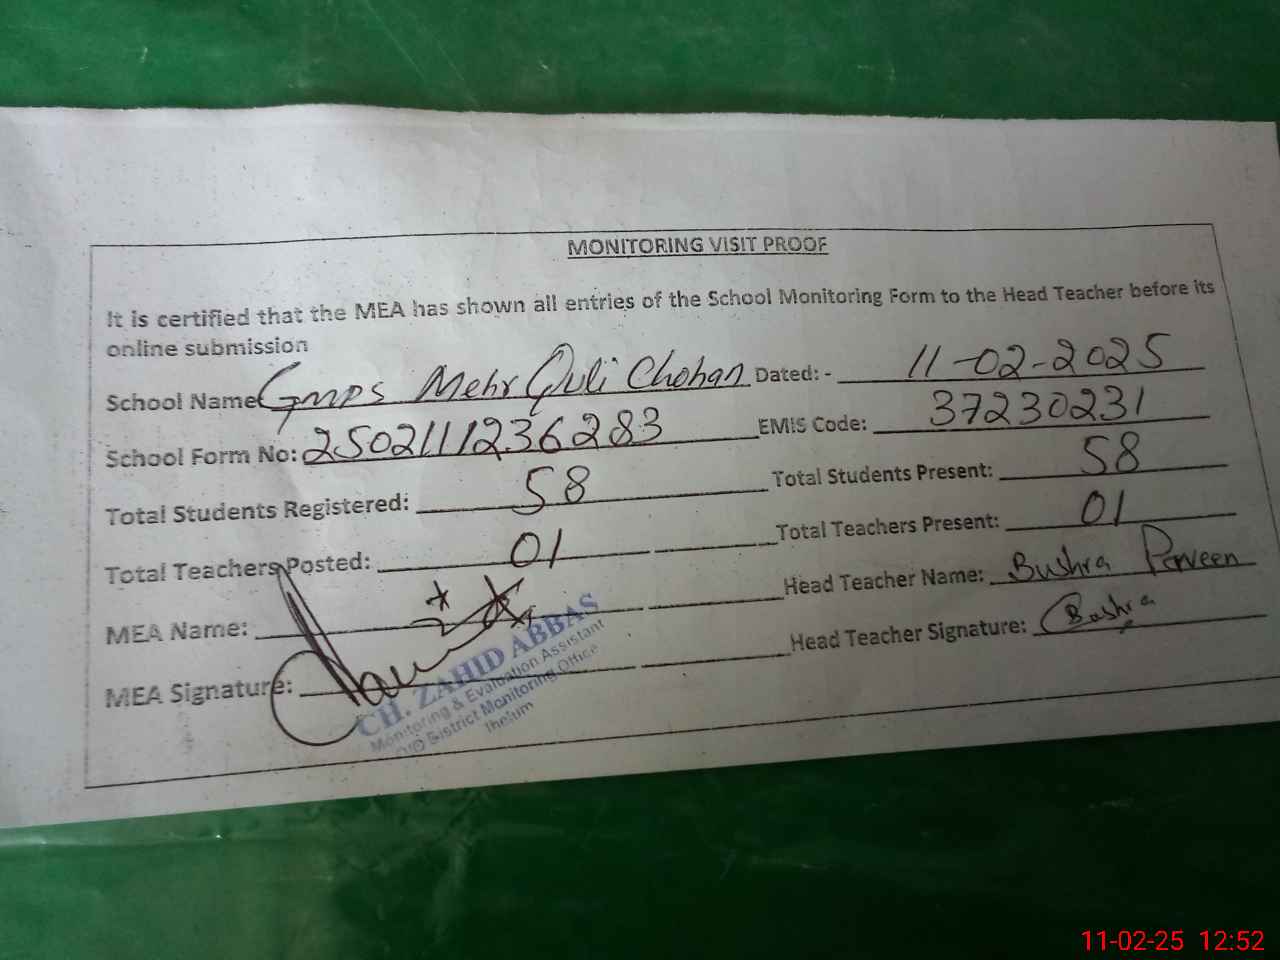 MONITORING VISIT PROOF
It is certified that the MEA has shown all entries of the School Monitoring Form to the Head Teacher before its
online submission
School Name Gmps Mehr Quli Chohan Dated: - 11-02-2025
School Form No: 2502111236283 EMIS Code: 37230231
Total Students Registered: 58 Total Students Present: 58
Total Teachers Posted: 01 Total Teachers Present: 01
MEA Name: Head Teacher Name: Bushra Perveen
MEA Signature: Head Teacher Signature: Bushra
CH. ZAHID ABBAS
Monitoring & Evaluation Assistant
O/O District Monitoring Office
Jhelum
11-02-25 12:52